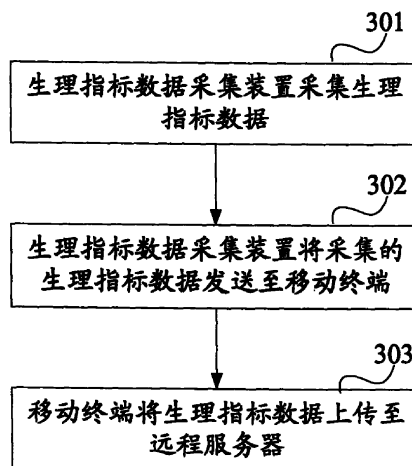 301
生理指标数据采集装置采集生理
指标数据
302
生理指标数据采集装置将采集的
生理指标数据发送至移动终端
303
移动终端将生理指标数据上传至
远程服务器